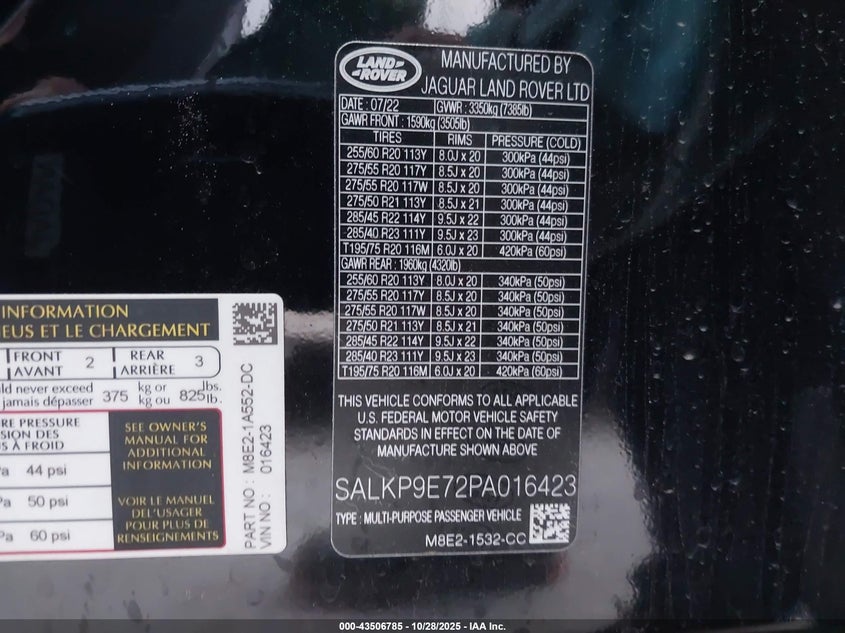 LAND
ROVER
MANUFACTURED BY
JAGUAR LAND ROVER LTD
DATE : 07/22 GVWR : 3350kg (7385lb)
GAWR FRONT : 1590kg (3505lb)
TIRES RIMS PRESSURE (COLD)
255/60 R20 113Y 8.0J x 20 300kPa (44psi)
275/55 R20 117Y 8.5J x 20 300kPa (44psi)
275/55 R20 117W 8.5J x 20 300kPa (44psi)
275/50 R21 113Y 8.5J x 21 300kPa (44psi)
285/45 R22 114Y 9.5J x 22 300kPa (44psi)
285/40 R23 111Y 9.5J x 23 300kPa (44psi)
T195/75 R20 116M 6.0J x 20 420kPa (60psi)
GAWR REAR : 1960kg (4320lb)
255/60 R20 113Y 8.0J x 20 340kPa (50psi)
275/55 R20 117Y 8.5J x 20 340kPa (50psi)
275/55 R20 117W 8.5J x 20 340kPa (50psi)
275/50 R21 113Y 8.5J x 21 340kPa (50psi)
285/45 R22 114Y 9.5J x 22 340kPa (50psi)
285/40 R23 111Y 9.5J x 23 340kPa (50psi)
T195/75 R20 116M 6.0J x 20 420kPa (60psi)
THIS VEHICLE CONFORMS TO ALL APPLICABLE
U.S. FEDERAL MOTOR VEHICLE SAFETY
STANDARDS IN EFFECT ON THE DATE OF
MANUFACTURE SHOWN ABOVE
SALKP9E72PA016423
TYPE : MULTI-PURPOSE PASSENGER VEHICLE
M8E2-1532-CC
INFORMATION
EUS ET LE CHARGEMENT
FRONT 2 REAR 3
AVANT ARRIÈRE
ld never exceed 375 kg or 825 lbs.
jamais dépasser kg ou lb.
RE PRESSURE
SION DES
S À FROID
Pa 44 psi
Pa 50 psi
Pa 60 psi
SEE OWNER'S
MANUAL FOR
ADDITIONAL
INFORMATION
VOIR LE MANUEL
DEL'USAGER
POUR PLUS DE
RENSEIGNEMENTS
PART NO : M8E2-1A552-DC
VIN NO : 016423
000-43506785 - 10/28/2025 - IAA Inc.